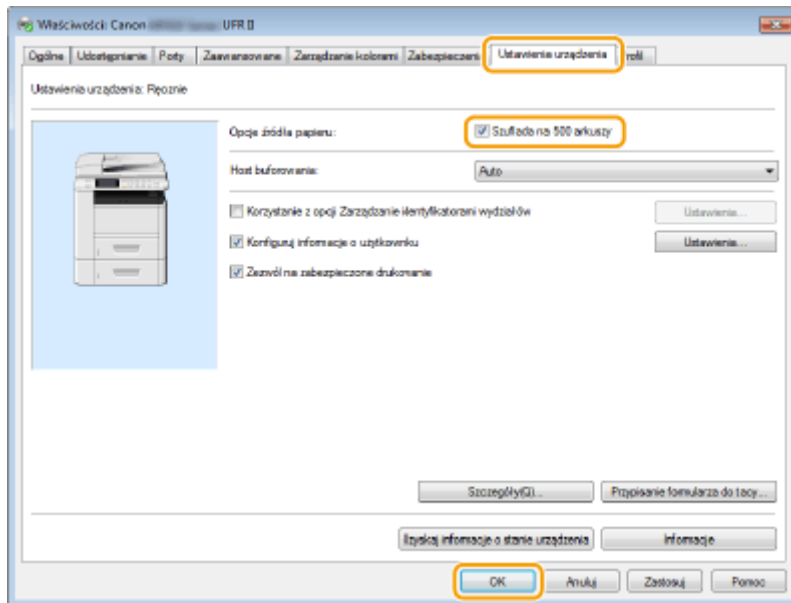 Właściwości: Canon UFR II
Ogólne Udostępnianie Porty Zaawansowane Zarządzanie kolorami Zabezpieczeni Ustawienia urządzenia rofil
Ustawienia urządzenia: Ręcznie
Opcje źródła papieru: Szuflada na 500 arkuszy
Host buforowania: Auto
Korzystanie z opcji Zarządzanie identyfikatorami wydziałów Ustawienia...
Konfiguruj informacje o użytkowniku Ustawienia...
Zezwól na zabezpieczone drukowanie
Szczegóły(Q)... Przypisanie formularza do tacy...
Uzyskaj informacje o stanie urządzenia Informacje
OK Anuluj Zastosuj Pomoc